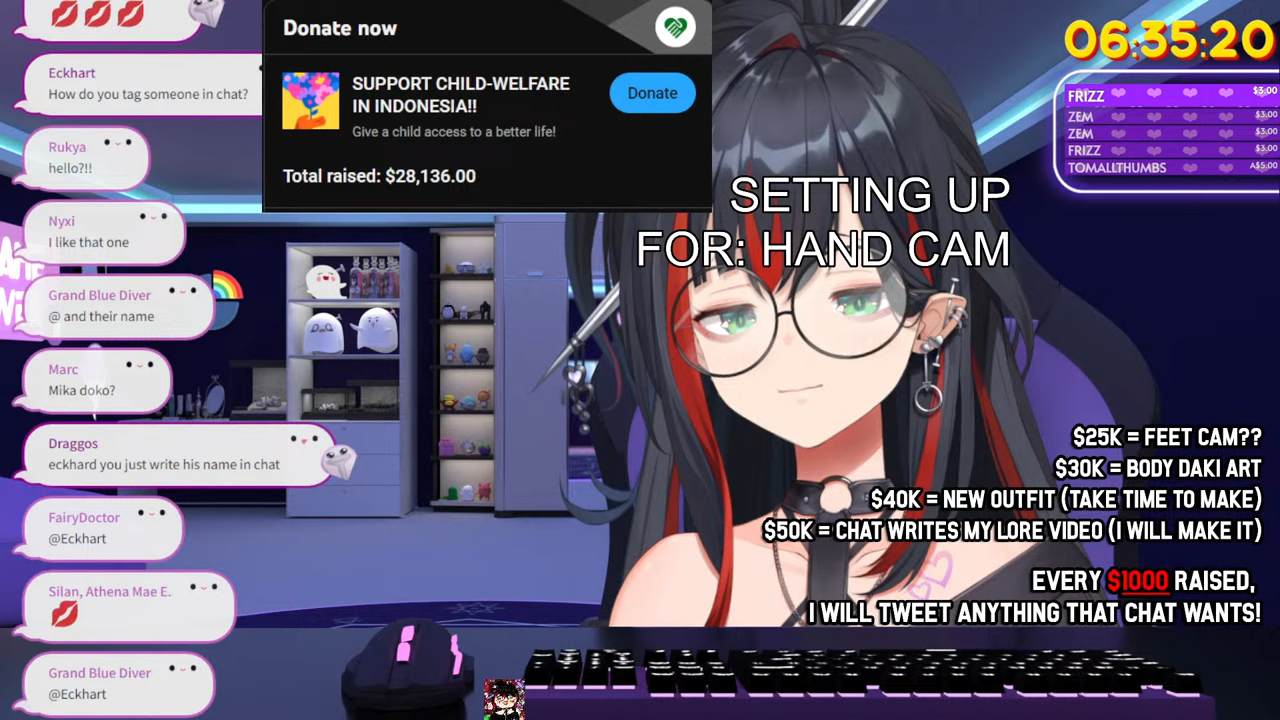 Eckhart
How do you tag someone in chat?
Rukya
hello?!!
Nyxi
I like that one
Grand Blue Diver
@ and their name
Marc
Mika doko?
Draggos
eckhard you just write his name in chat
FairyDoctor
@Eckhart
Silan, Athena Mae E.
Grand Blue Diver
@Eckhart
Donate now
SUPPORT CHILD-WELFARE
IN INDONESIA!!
Give a child access to a better life!
Donate
Total raised: $28,136.00
SETTING UP
FOR: HAND CAM
06:35:20
FRIZZ $3.00
ZEM $3.00
ZEM $3.00
FRIZZ $3.00
TOMALLTHUMBS A$5.00
$25K = FEET CAM??
$30K = BODY DAKI ART
$40K = NEW OUTFIT (TAKE TIME TO MAKE)
$50K = CHAT WRITES MY LORE VIDEO (I WILL MAKE IT)
EVERY $1000 RAISED,
I WILL TWEET ANYTHING THAT CHAT WANTS!